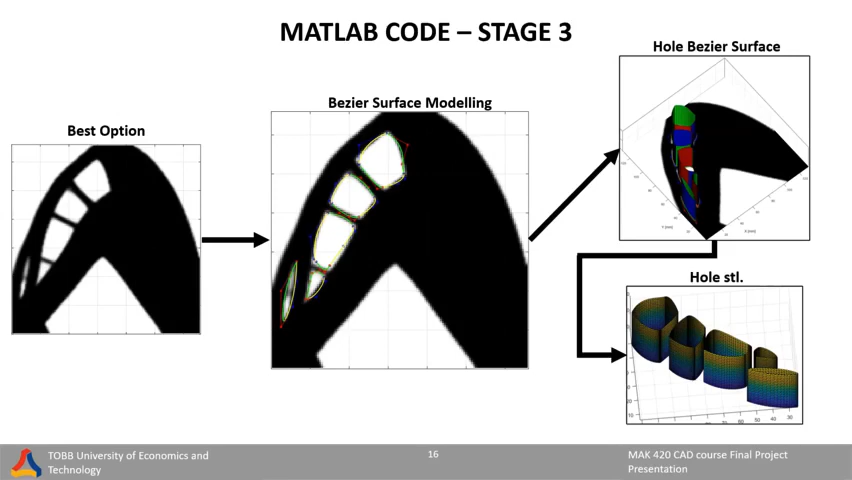 MATLAB CODE – STAGE 3
Best Option
Bezier Surface Modelling
Hole Bezier Surface
Hole stl.
TOBB University of Economics and
Technology
16
MAK 420 CAD course Final Project
Presentation